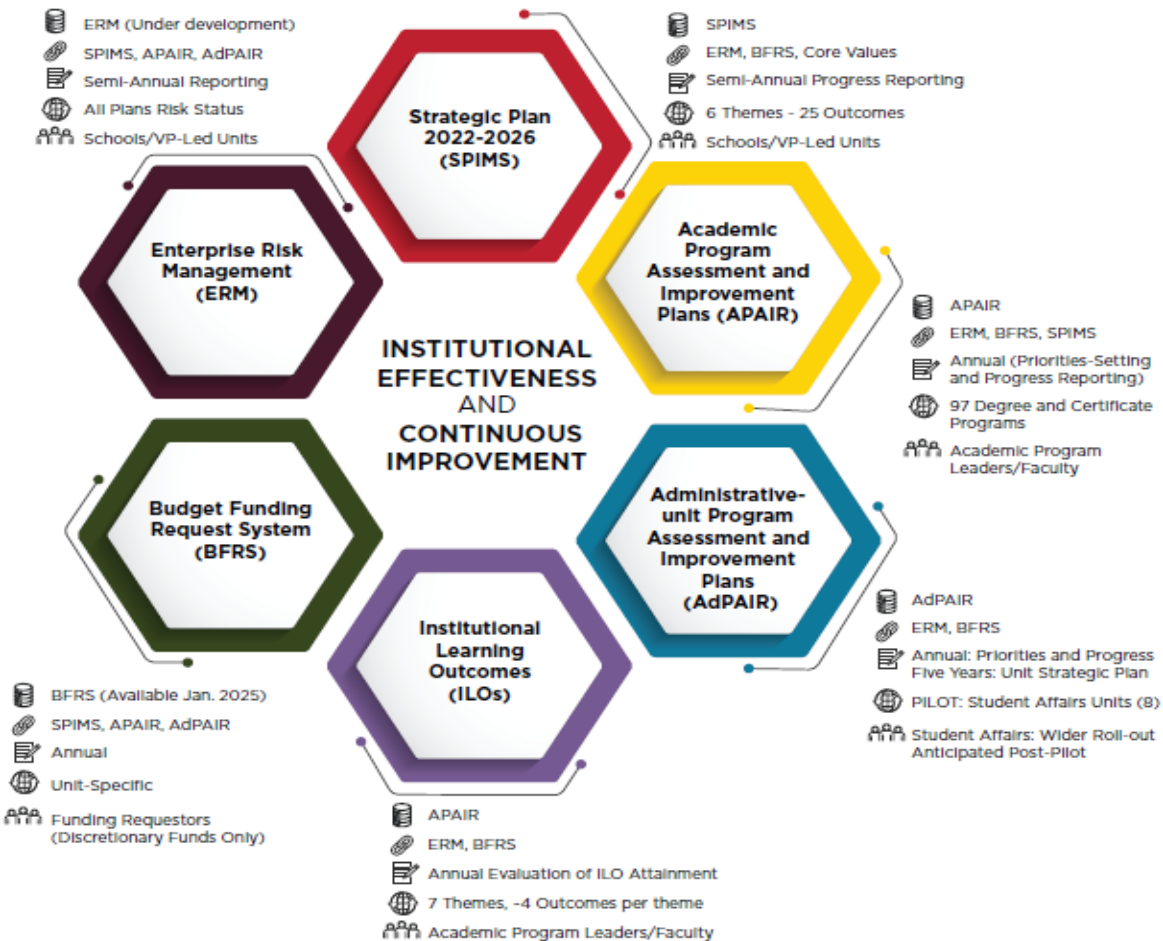 ERM (Under development)
SPIMS, APAIR, AdPAIR
Semi-Annual Reporting
All Plans Risk Status
Schools/VP-Led Units
Strategic Plan
2022-2026
(SPIMS)
SPIMS
ERM, BFRS, Core Values
Semi-Annual Progress Reporting
6 Themes - 25 Outcomes
Schools/VP-Led Units
Enterprise Risk
Management
(ERM)
Academic
Program
Assessment and
Improvement
Plans (APAIR)
APAIR
ERM, BFRS, SPIMS
Annual (Priorities-Setting
and Progress Reporting)
97 Degree and Certificate
Programs
Academic Program
Leaders/Faculty
INSTITUTIONAL
EFFECTIVENESS
AND
CONTINUOUS
IMPROVEMENT
Budget Funding
Request System
(BFRS)
BFRS (Available Jan. 2025)
SPIMS, APAIR, AdPAIR
Annual
Unit-Specific
Funding Requestors
(Discretionary Funds Only)
Institutional
Learning
Outcomes
(ILOs)
APAIR
ERM, BFRS
Annual Evaluation of ILO Attainment
7 Themes, ~4 Outcomes per theme
Academic Program Leaders/Faculty
Administrative-
unit Program
Assessment and
Improvement
Plans
(AdPAIR)
AdPAIR
ERM, BFRS
Annual: Priorities and Progress
Five Years: Unit Strategic Plan
PILOT: Student Affairs Units (8)
Student Affairs: Wider Roll-out
Anticipated Post-Pilot